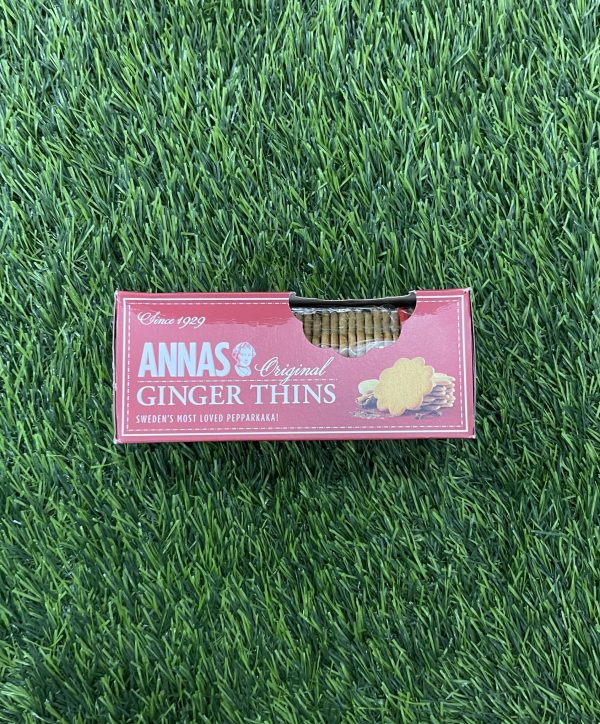 Since 1929
ANNAS Original
GINGER THINS
SWEDEN'S MOST LOVED PEPPARKAKA!